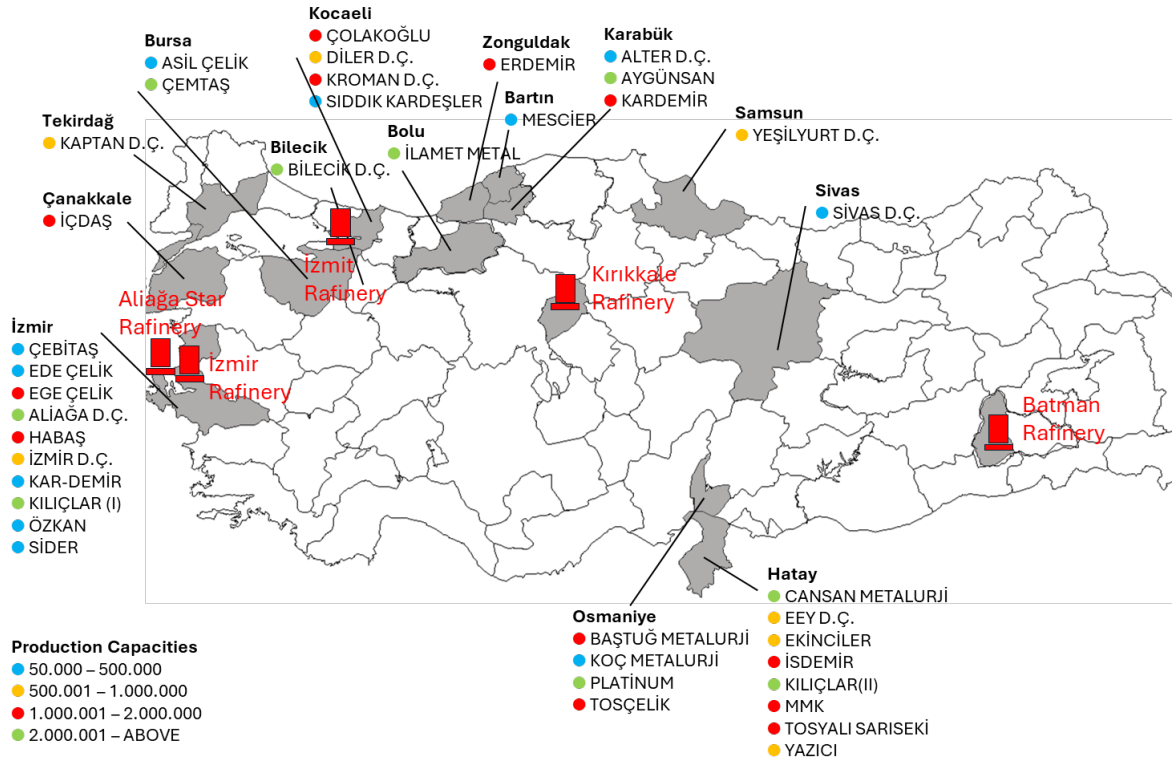 Kocaeli
ÇOLAKOĞLU
DİLER D.Ç.
KROMAN D.Ç.
SIDDIK KARDEŞLER
Bursa
ASİL ÇELİK
ÇEMTAŞ
Zonguldak
ERDEMİR
Karabük
ALTER D.Ç.
AYGÜNSAN
KARDEMİR
Bartın
MESCİER
Samsun
YEŞİLYURT D.Ç.
Tekirdağ
KAPTAN D.Ç.
Bolu
İLAMET METAL
Bilecik
BİLECİK D.Ç.
Çanakkale
İÇDAŞ
Sivas
SİVAS D.Ç.
İzmit
Rafinery
Kırıkkale
Rafinery
Aliağa Star
Rafinery
İzmir
Rafinery
İzmir
ÇEBİTAŞ
EDE ÇELİK
EGE ÇELİK
ALİAĞA D.Ç.
HABAŞ
İZMİR D.Ç.
KAR-DEMİR
KILIÇLAR (I)
ÖZKAN
SİDER
Batman
Rafinery
Osmaniye
BAŞTUĞ METALURJİ
KOÇ METALURJİ
PLATİNUM
TOSÇELİK
Hatay
CANSAN METALURJİ
EEY D.Ç.
EKİNCİLER
İSDEMİR
KILIÇLAR(II)
MMK
TOSYALI SARISEKİ
YAZICI
Production Capacities
50.000 – 500.000
500.001 – 1.000.000
1.000.001 – 2.000.000
2.000.001 – ABOVE